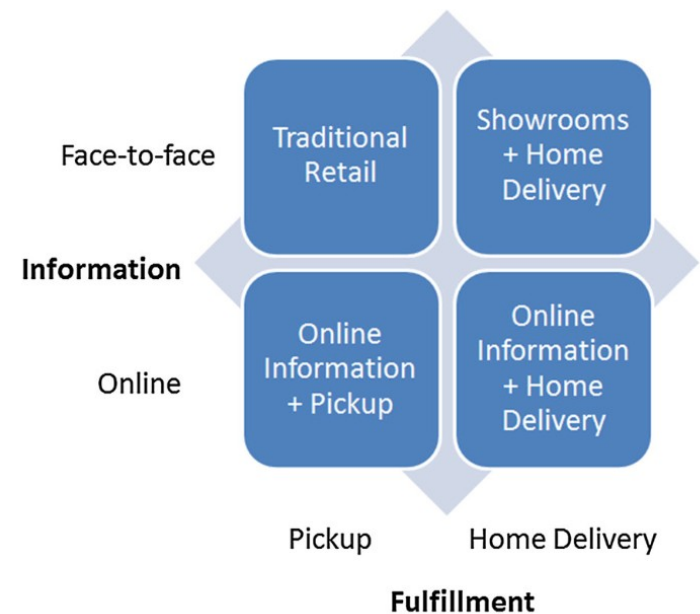 Face-to-face
Traditional
Retail
Showrooms
+ Home
Delivery
Information
Online
Online
Information
+ Pickup
Online
Information
+ Home
Delivery
Pickup
Home Delivery
Fulfillment